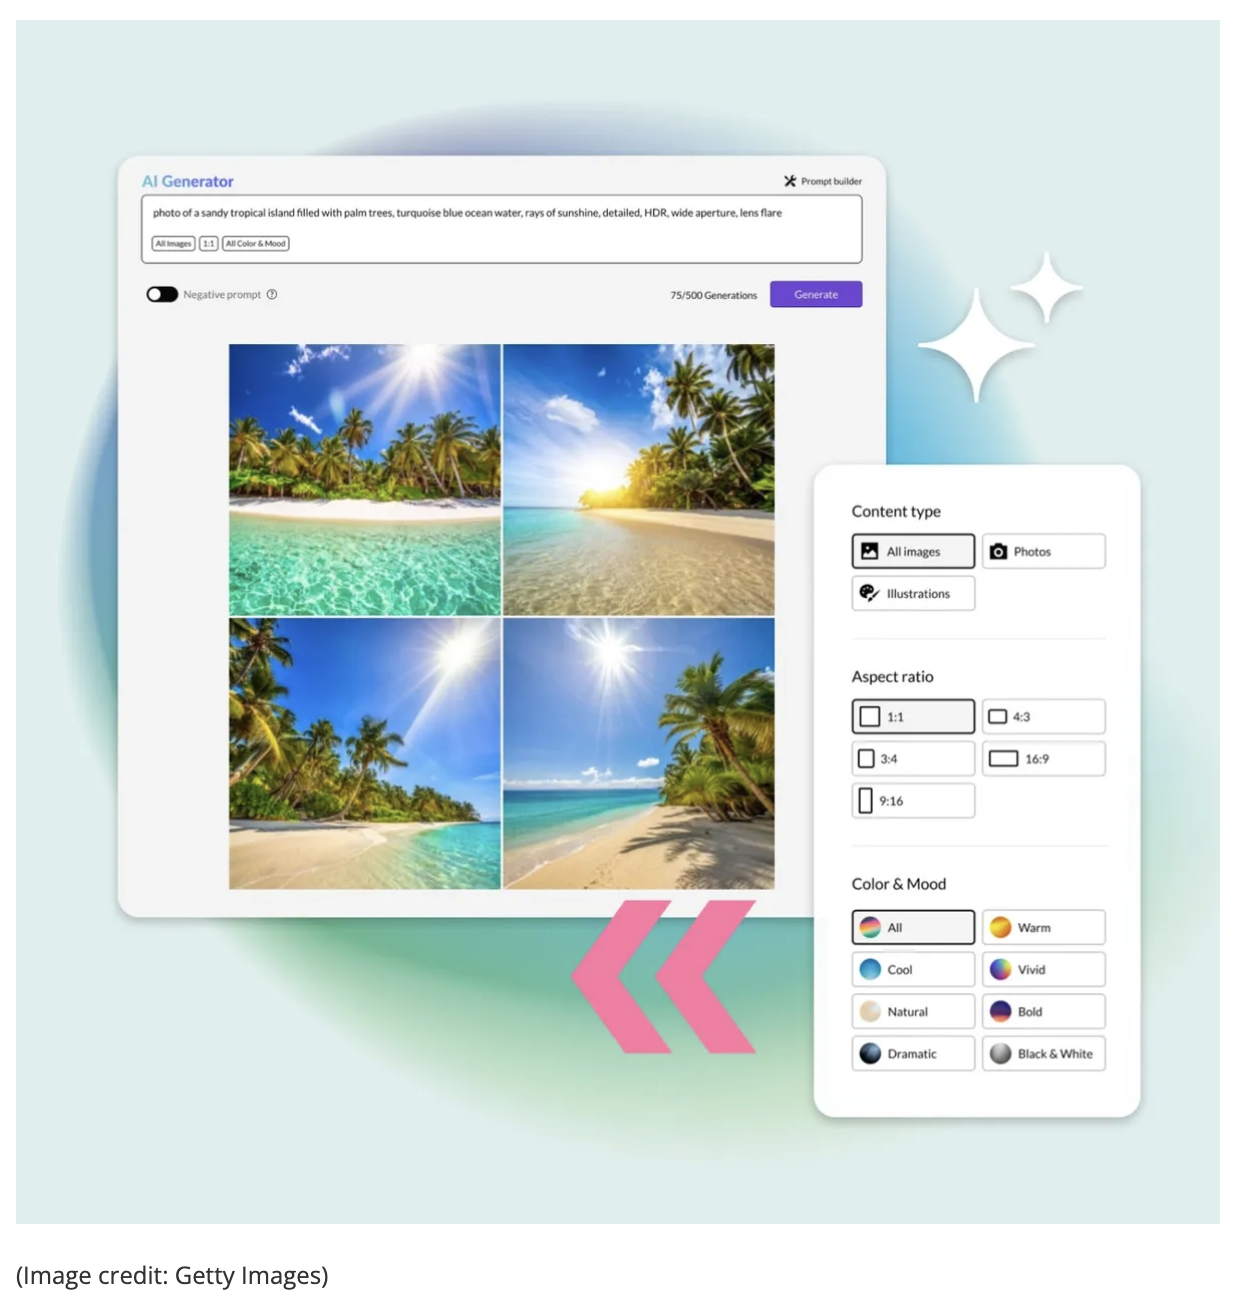 AI Generator
Prompt builder
photo of a sandy tropical island filled with palm trees, turquoise blue ocean water, rays of sunshine, detailed, HDR, wide aperture, lens flare
All Images 1:1 All Color & Mood
Negative prompt ?
75/500 Generations
Generate
Content type
All images
Photos
Illustrations
Aspect ratio
1:1
4:3
3:4
16:9
9:16
Color & Mood
All
Warm
Cool
Vivid
Natural
Bold
Dramatic
Black & White
(Image credit: Getty Images)